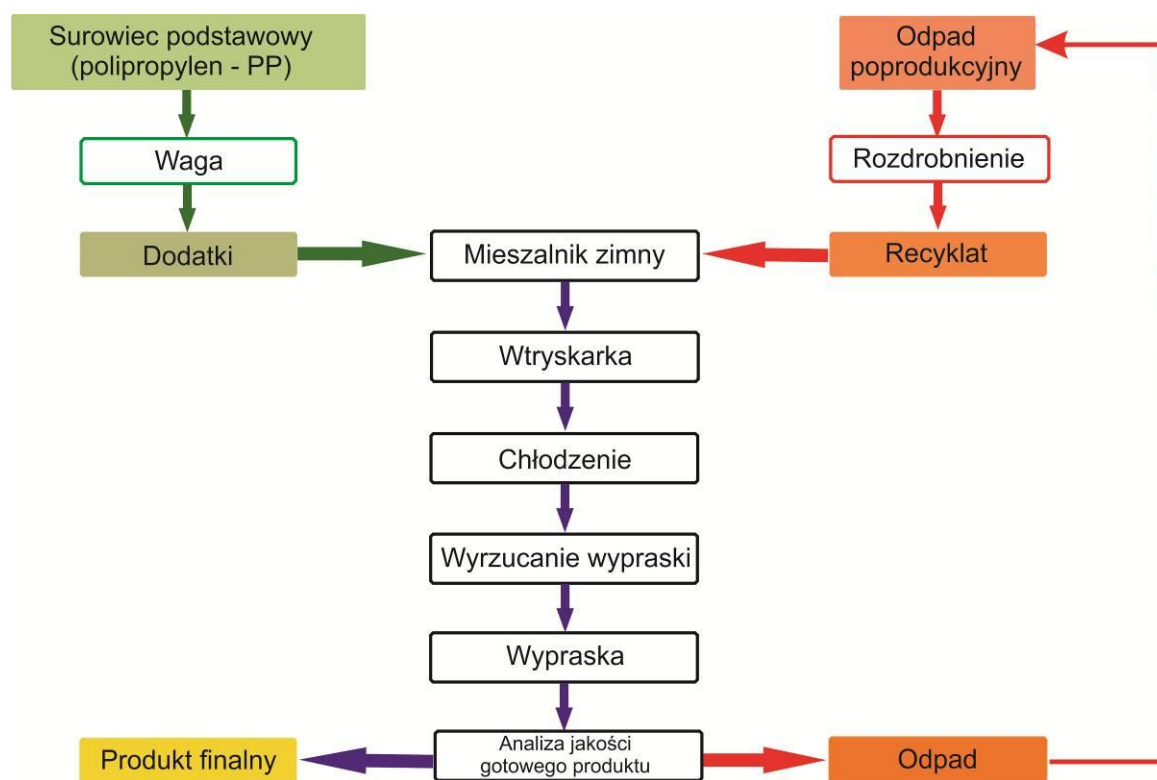 Surowiec podstawowy
(polipropylen - PP)
Odpad
poprodukcyjny
Waga
Rozdrobnienie
Dodatki
Mieszalnik zimny
Recyklat
Wtryskarka
Chłodzenie
Wyrzucanie wypraski
Wypraska
Produkt finalny
Analiza jakości
gotowego produktu
Odpad